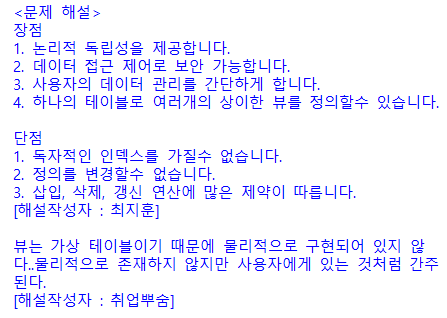 <문제 해설>
장점
1. 논리적 독립성을 제공합니다.
2. 데이터 접근 제어로 보안 가능합니다.
3. 사용자의 데이터 관리를 간단하게 합니다.
4. 하나의 테이블로 여러개의 상이한 뷰를 정의할수 있습니다.
단점
1. 독자적인 인덱스를 가질수 없습니다.
2. 정의를 변경할수 없습니다.
3. 삽입, 삭제, 갱신 연산에 많은 제약이 따릅니다.
[해설작성자 : 최지훈]
뷰는 가상 테이블이기 때문에 물리적으로 구현되어 있지 않
다..물리적으로 존재하지 않지만 사용자에게 있는 것처럼 간주
된다.
[해설작성자 : 취업뿌숨]